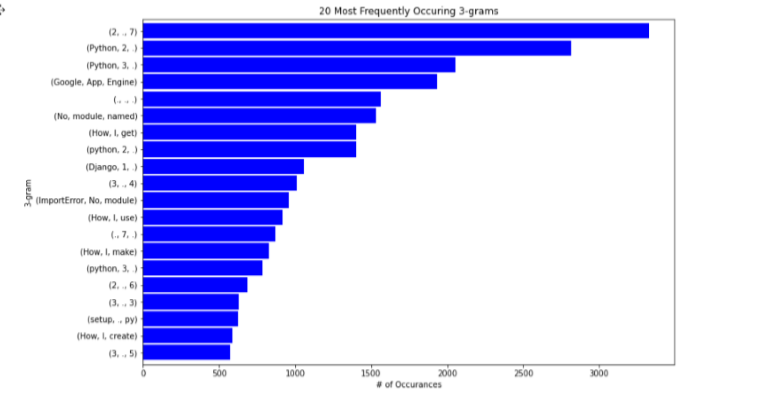 20 Most Frequently Occuring 3-grams
(2, ., 7)
(Python, 2, .)
(Python, 3, .)
(Google, App, Engine)
(., ., .)
(No, module, named)
(How, I, get)
(python, 2, .)
(Django, 1, .)
(3, ., 4)
(ImportError, No, module)
(How, I, use)
(., 7, .)
(How, I, make)
(python, 3, .)
(2, ., 6)
(3, ., 3)
(setup, ., py)
(How, I, create)
(3, ., 5)
3-gram
0 500 1000 1500 2000 2500 3000
# of Occurances